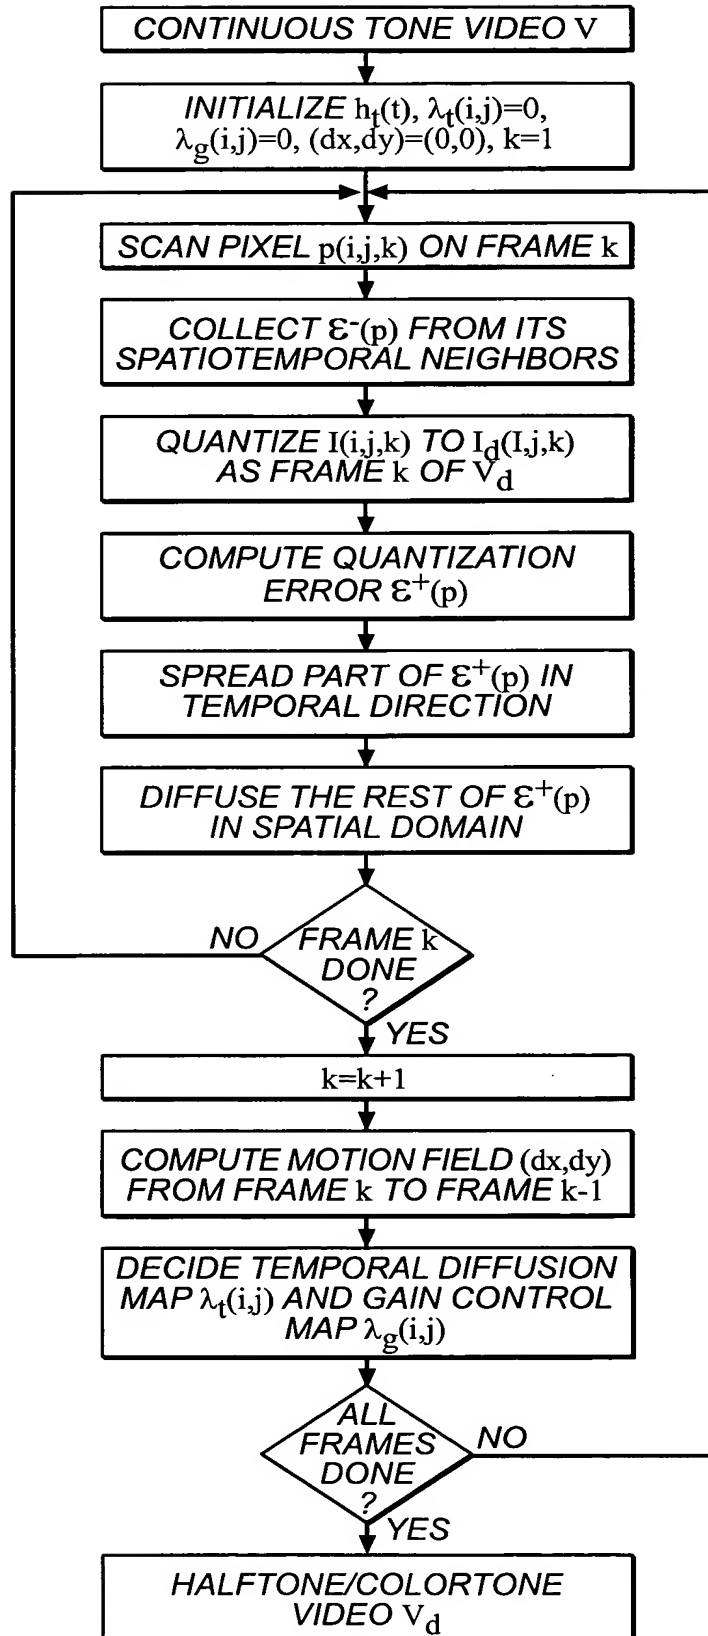 CONTINUOUS TONE VIDEO V
INITIALIZE h_t(t), λ_t(i,j)=0,
λ_g(i,j)=0, (dx,dy)=(0,0), k=1
SCAN PIXEL p(i,j,k) ON FRAME k
COLLECT ε⁻(p) FROM ITS
SPATIOTEMPORAL NEIGHBORS
QUANTIZE I(i,j,k) TO I_d(I,j,k)
AS FRAME k OF V_d
COMPUTE QUANTIZATION
ERROR ε⁺(p)
SPREAD PART OF ε⁺(p) IN
TEMPORAL DIRECTION
DIFFUSE THE REST OF ε⁺(p)
IN SPATIAL DOMAIN
NO
FRAME k
DONE
?
YES
k=k+1
COMPUTE MOTION FIELD (dx,dy)
FROM FRAME k TO FRAME k-1
DECIDE TEMPORAL DIFFUSION
MAP λ_t(i,j) AND GAIN CONTROL
MAP λ_g(i,j)
ALL
FRAMES
DONE
?
NO
YES
HALFTONE/COLORTONE
VIDEO V_d